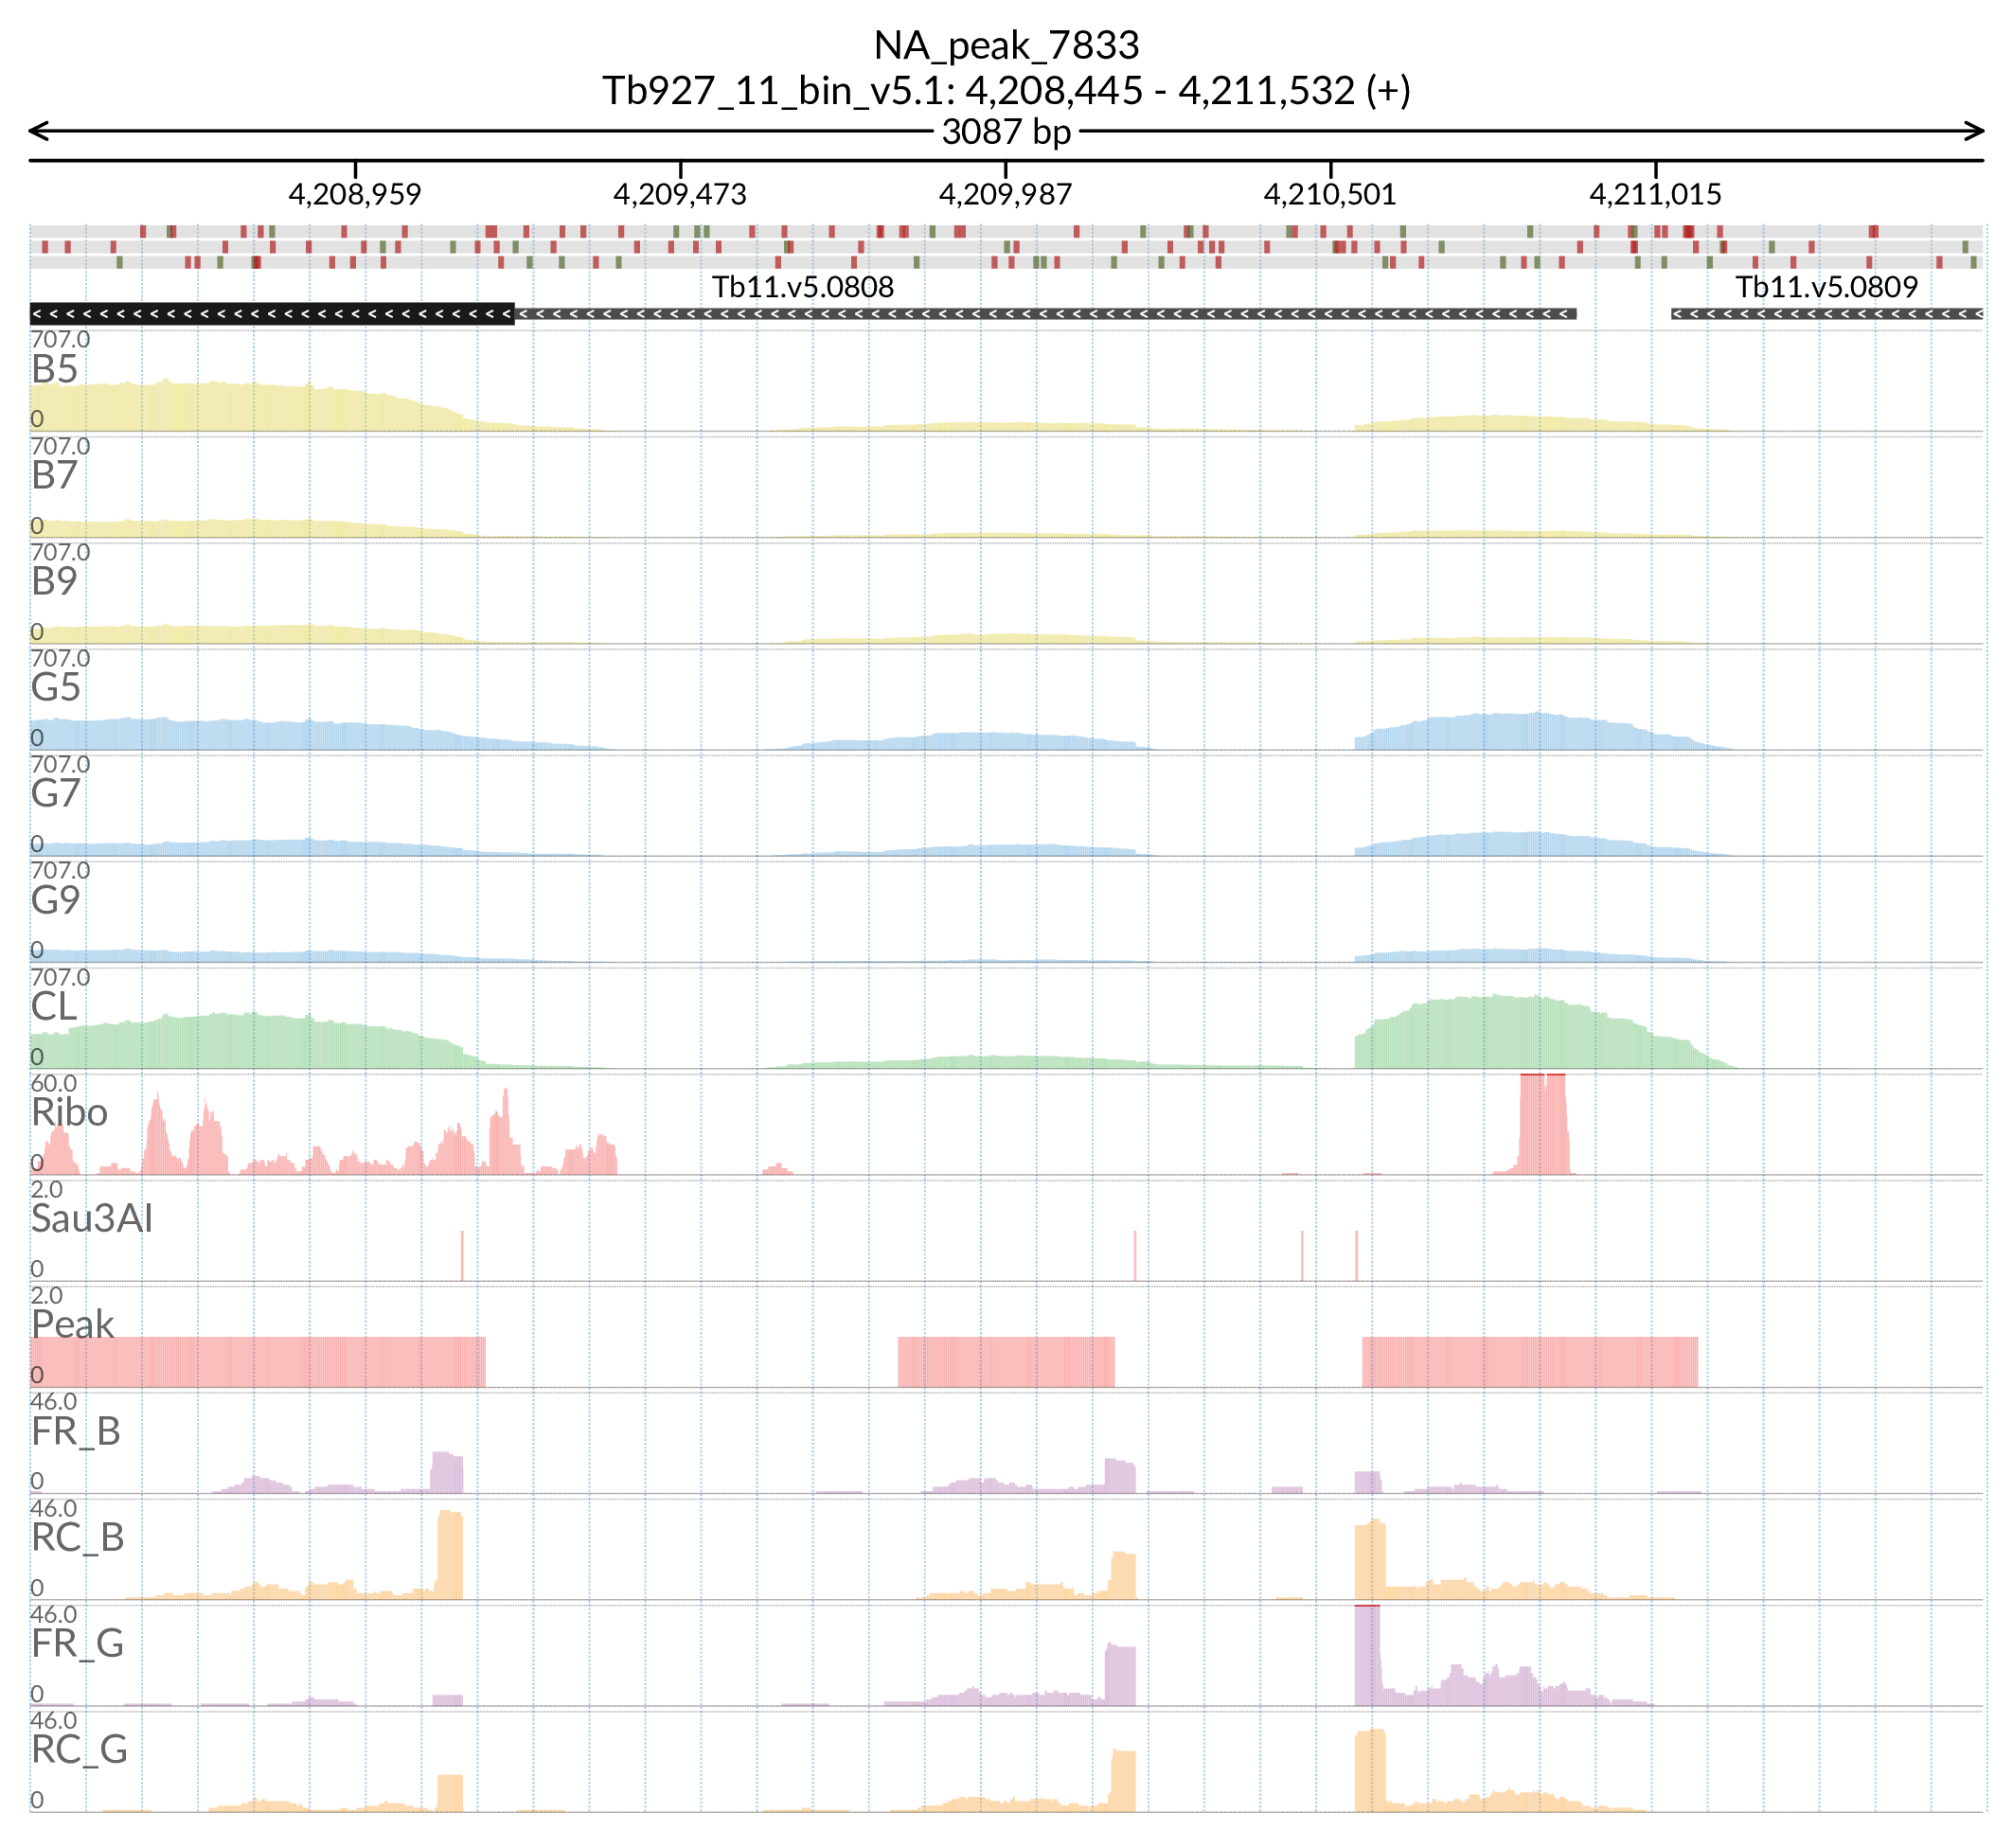 NA_peak_7833
Tb927_11_bin_v5.1: 4,208,445 - 4,211,532 (+)
3087 bp
4,208,959 4,209,473 4,209,987 4,210,501 4,211,015
Tb11.v5.0808 Tb11.v5.0809
707.0
B5
0
707.0
B7
0
707.0
B9
0
707.0
G5
0
707.0
G7
0
707.0
G9
0
707.0
CL
0
60.0
Ribo
0
2.0
Sau3AI
0
2.0
Peak
0
46.0
FR_B
0
46.0
RC_B
0
46.0
FR_G
0
46.0
RC_G
0